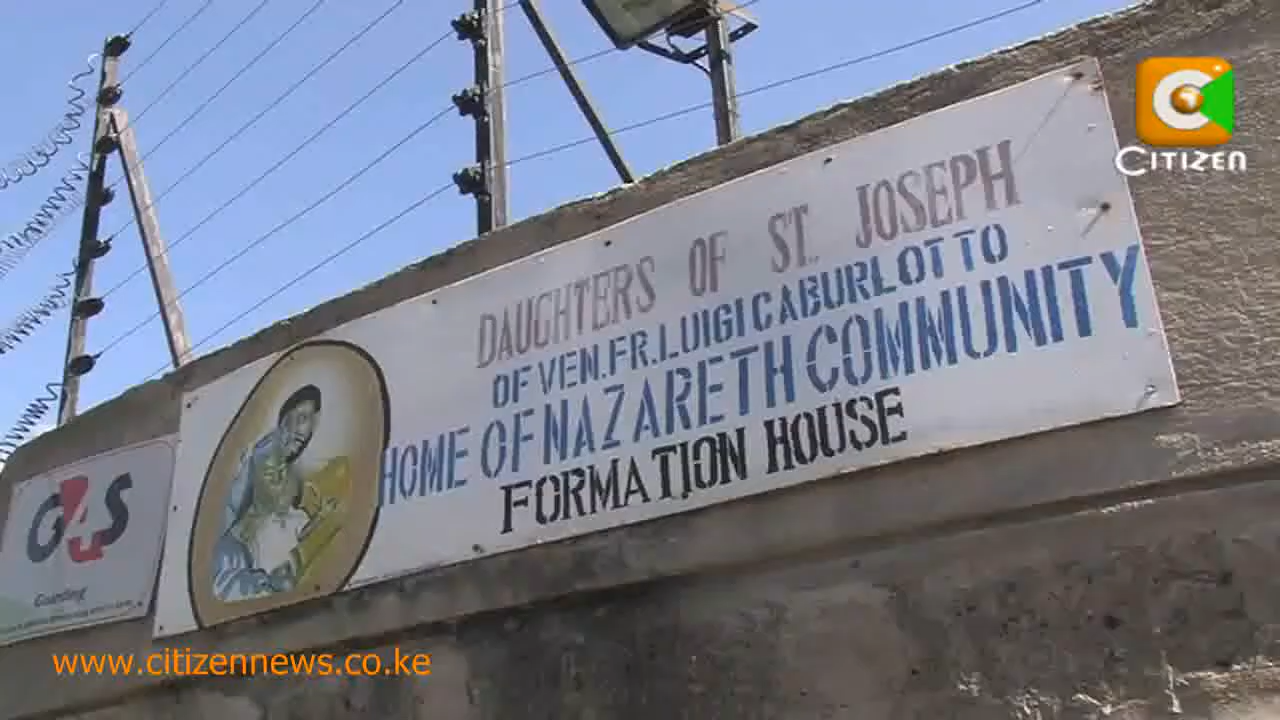 CITIZEN
DAUGHTERS OF ST. JOSEPH
OF VEN.FR.LUIGI CABURLOTTO
HOME OF NAZARETH COMMUNITY
FORMATION HOUSE
G4S
Guarding
www.citizennews.co.ke